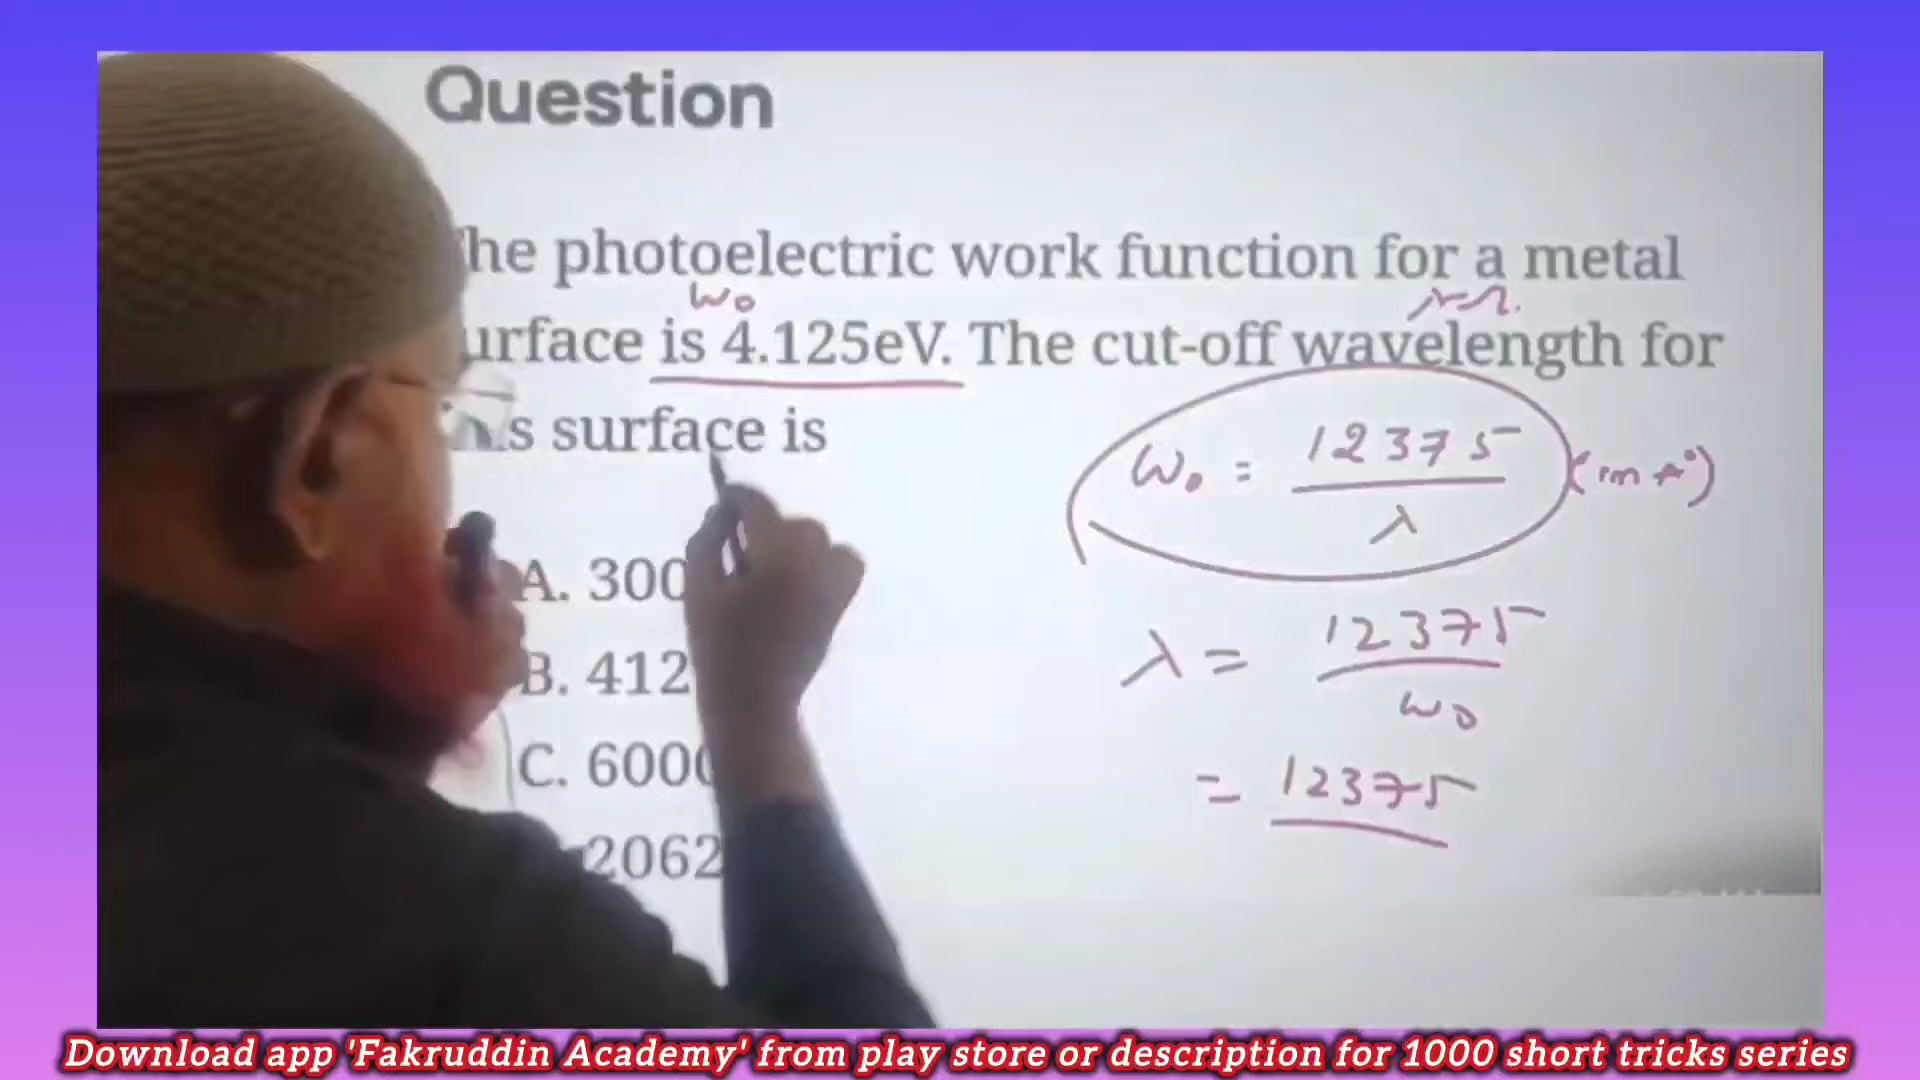 Question
he photoelectric work function for a metal
W₀
λ=?.
urface is 4.125eV. The cut-off wavelength for
s surface is
W₀ = 12375 / λ (in A°)
A. 300
λ = 12375 / W₀
B. 412
C. 6000
= 12375
2062
Download app 'Fakruddin Academy' from play store or description for 1000 short tricks series